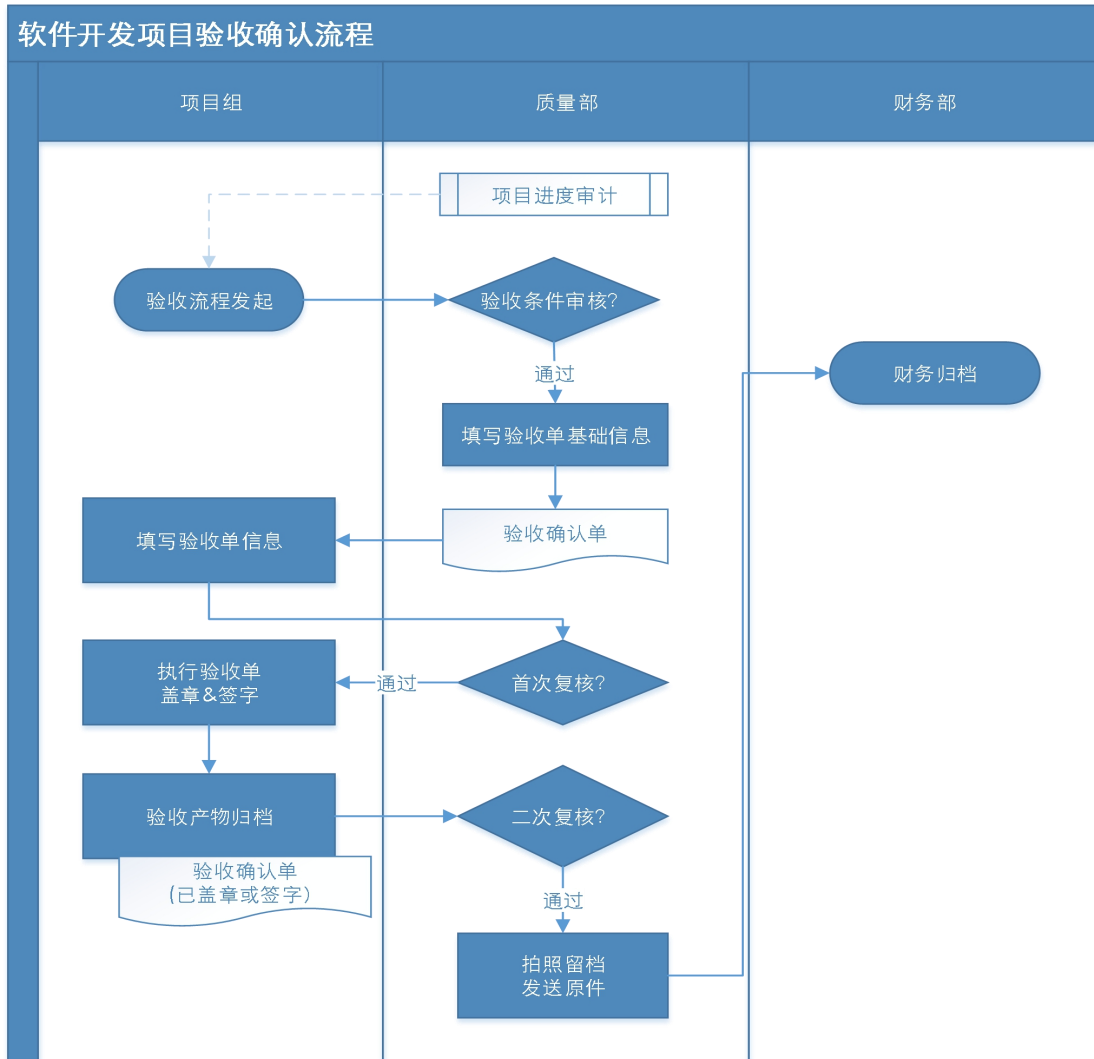 软件开发项目验收确认流程
项目组
质量部
财务部
项目进度审计
验收流程发起
验收条件审核?
通过
财务归档
填写验收单基础信息
验收确认单
填写验收单信息
执行验收单
盖章&签字
通过
首次复核?
验收产物归档
二次复核?
验收确认单
(已盖章或签字)
通过
拍照留档
发送原件